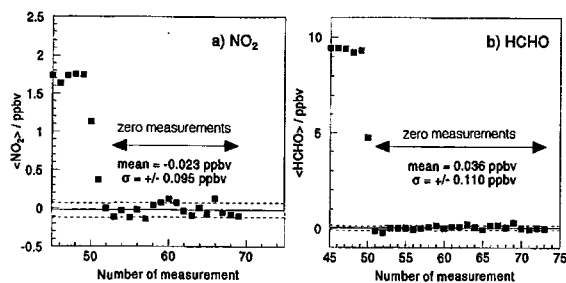 a) NO2
<NO2> / ppbv
2.5
2
1.5
1
0.5
0
-0.5
zero measurements
mean = -0.023 ppbv
σ = +/- 0.095 ppbv
50
60
70
Number of measurement
b) HCHO
<HCHO> / ppbv
10
5
0
zero measurements
mean = 0.036 ppbv
σ = +/- 0.110 ppbv
45 50 55 60 65 70 75
Number of measurement